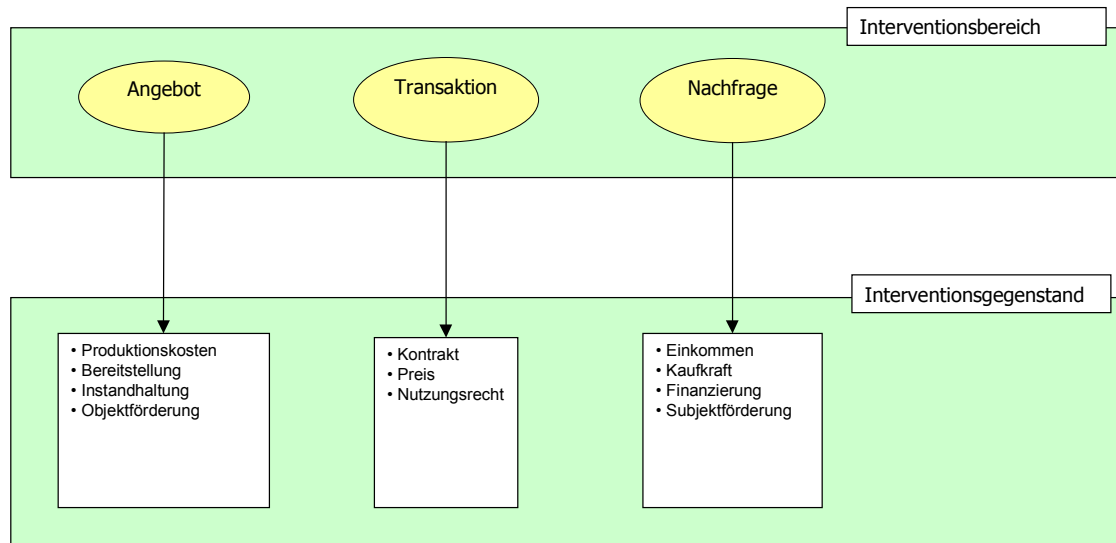 Interventionsbereich
Angebot
Transaktion
Nachfrage
Interventionsgegenstand
• Produktionskosten
• Bereitstellung
• Instandhaltung
• Objektförderung
• Kontrakt
• Preis
• Nutzungsrecht
• Einkommen
• Kaufkraft
• Finanzierung
• Subjektförderung